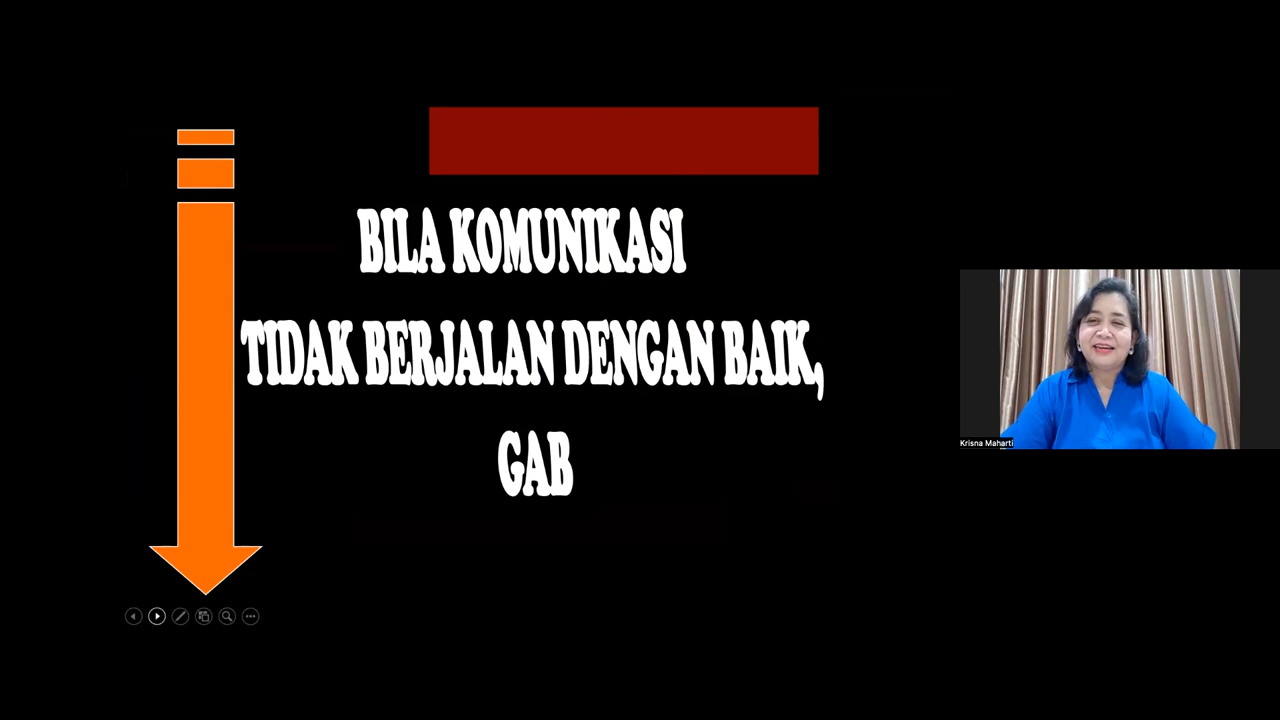 BILA KOMUNIKASI
TIDAK BERJALAN DENGAN BAIK,
GAB
Krisna Maharti